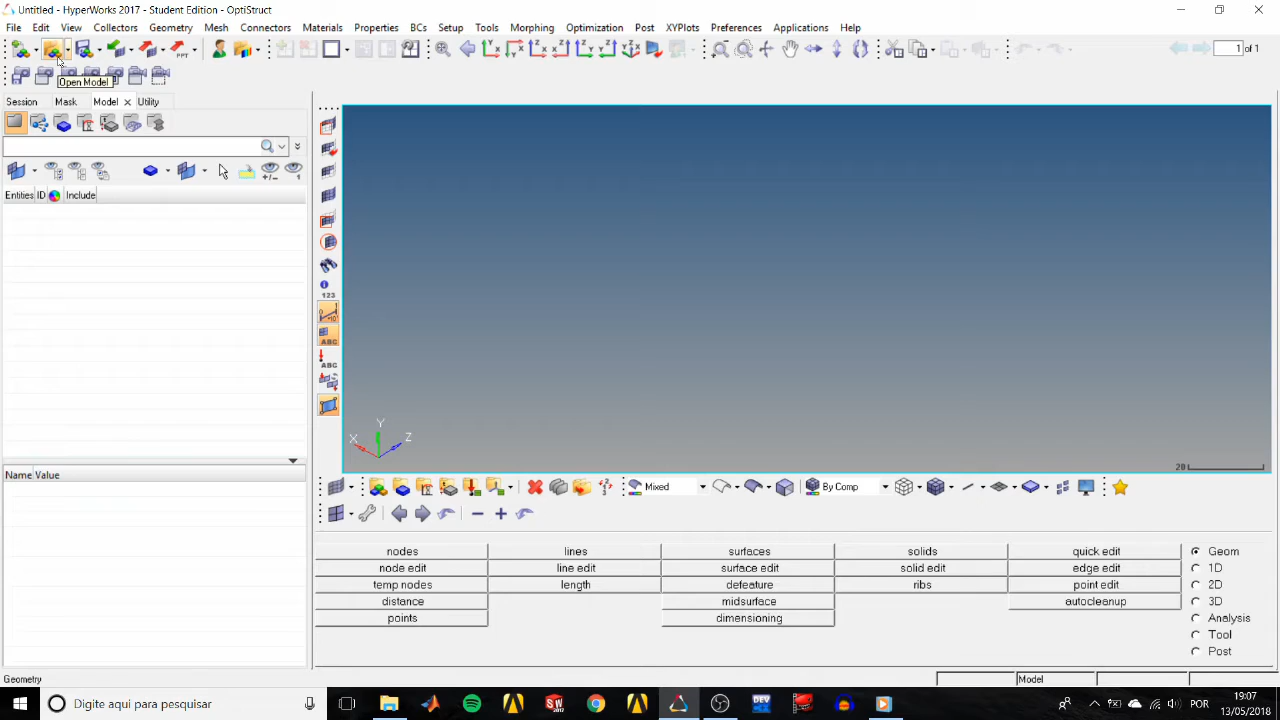 Untitled - HyperWorks 2017 - Student Edition - OptiStruct
File Edit View Collectors Geometry Mesh Connectors Materials Properties BCs Setup Tools Morphing Optimization Post XYPlots Preferences Applications Help
1 of 1
Open Model
Session Mask Model Utility
Entities ID Include
123
ABC
ABC
Y
X Z
20
Name Value
Mixed By Comp
nodes lines surfaces solids quick edit Geom
node edit line edit surface edit solid edit edge edit 1D
temp nodes length defeature ribs point edit 2D
distance midsurface autocleanup 3D
points dimensioning Analysis
Tool
Post
Geometry Model
Digite aqui para pesquisar
POR
19:07
13/05/2018